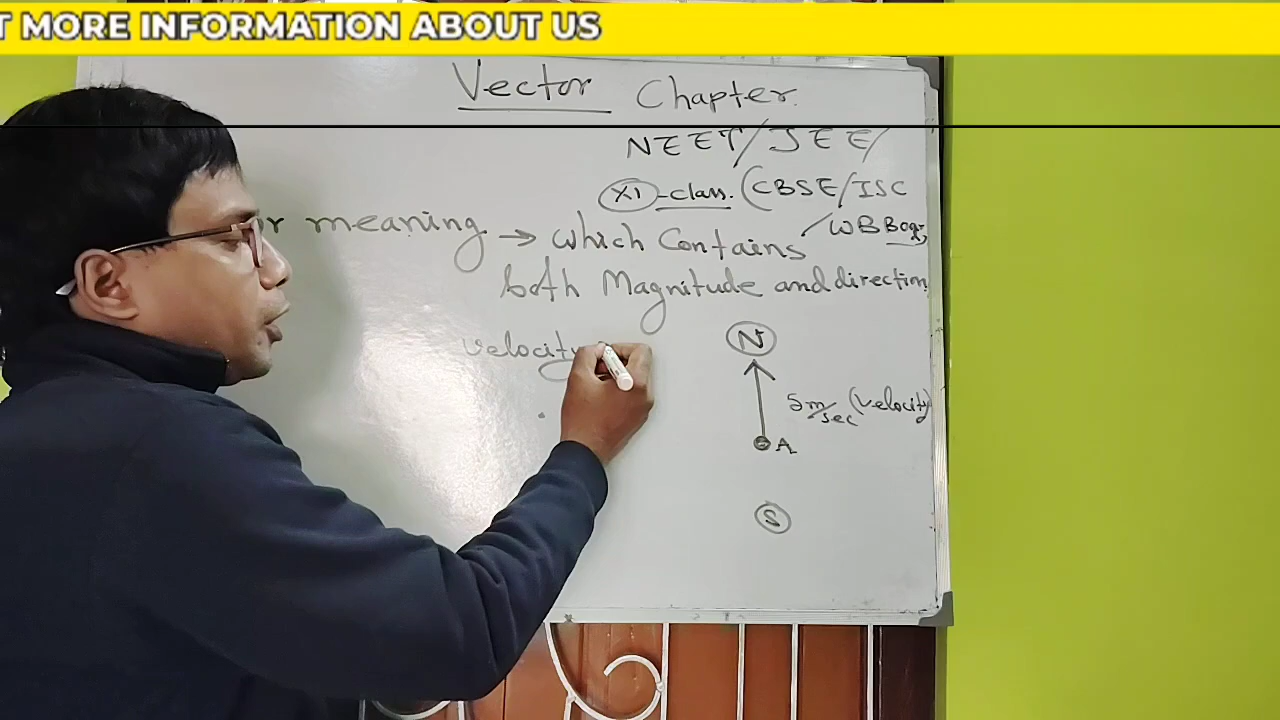 T MORE INFORMATION ABOUT US
Vector Chapter
NEET/JEE/
XI-class. (CBSE/ISC
/WB
meaning → which Contains
both Magnitude and direction
velocity
N
5m/sec (velocity)
A
S